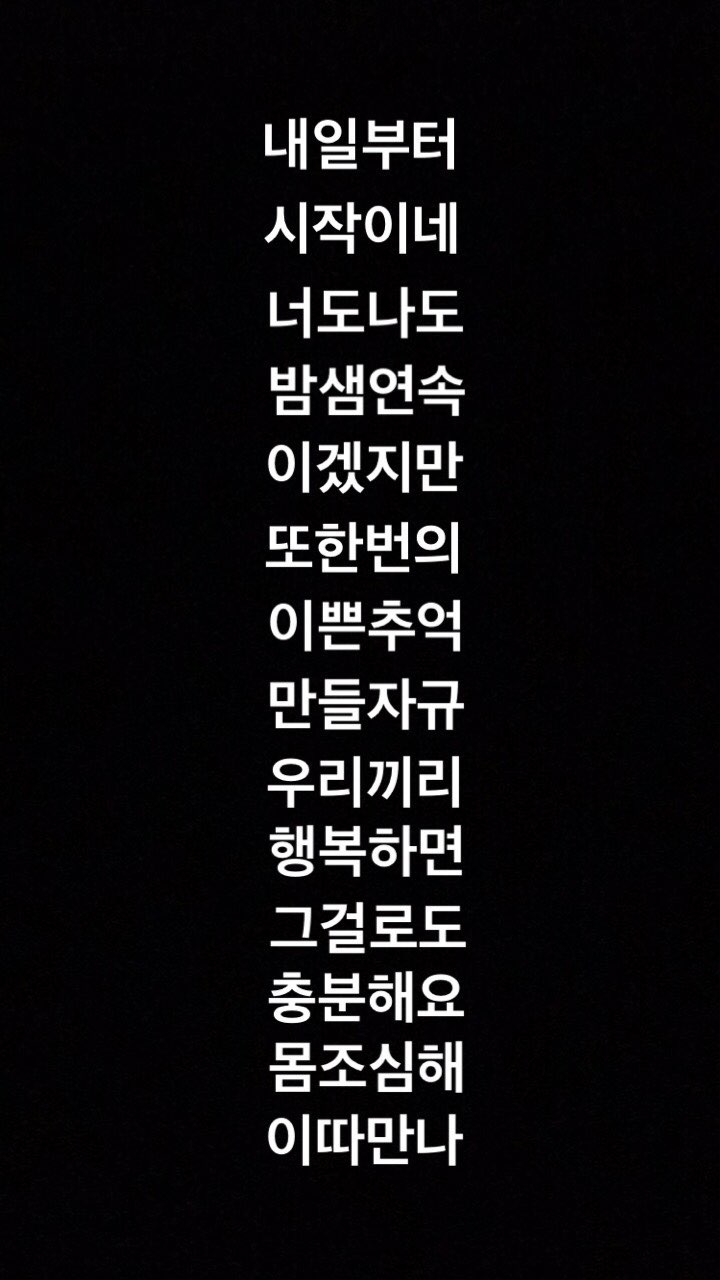 내일부터
시작이네
너도나도
밤샘연속
이겠지만
또한번의
이쁜추억
만들자규
우리끼리
행복하면
그걸로도
충분해요
몸조심해
이따만나